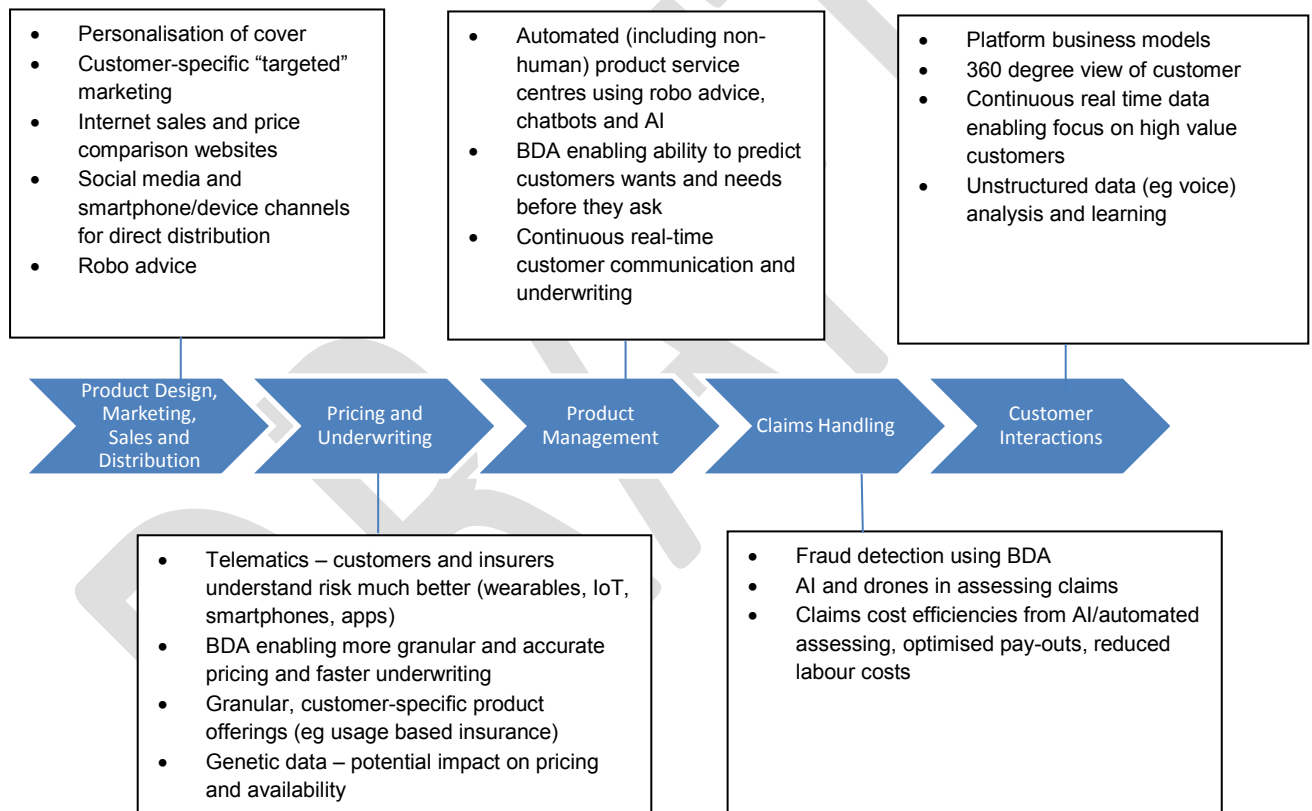 • Personalisation of cover
• Customer-specific “targeted”
marketing
• Internet sales and price
comparison websites
• Social media and
smartphone/device channels
for direct distribution
• Robo advice
• Automated (including non-
human) product service
centres using robo advice,
chatbots and AI
• BDA enabling ability to predict
customers wants and needs
before they ask
• Continuous real-time
customer communication and
underwriting
• Platform business models
• 360 degree view of customer
• Continuous real time data
enabling focus on high value
customers
• Unstructured data (eg voice)
analysis and learning
Product Design,
Marketing,
Sales and
Distribution
Pricing and
Underwriting
Product
Management
Claims Handling
Customer
Interactions
• Telematics – customers and insurers
understand risk much better (wearables, IoT,
smartphones, apps)
• BDA enabling more granular and accurate
pricing and faster underwriting
• Granular, customer-specific product
offerings (eg usage based insurance)
• Genetic data – potential impact on pricing
and availability
• Fraud detection using BDA
• AI and drones in assessing claims
• Claims cost efficiencies from AI/automated
assessing, optimised pay-outs, reduced
labour costs